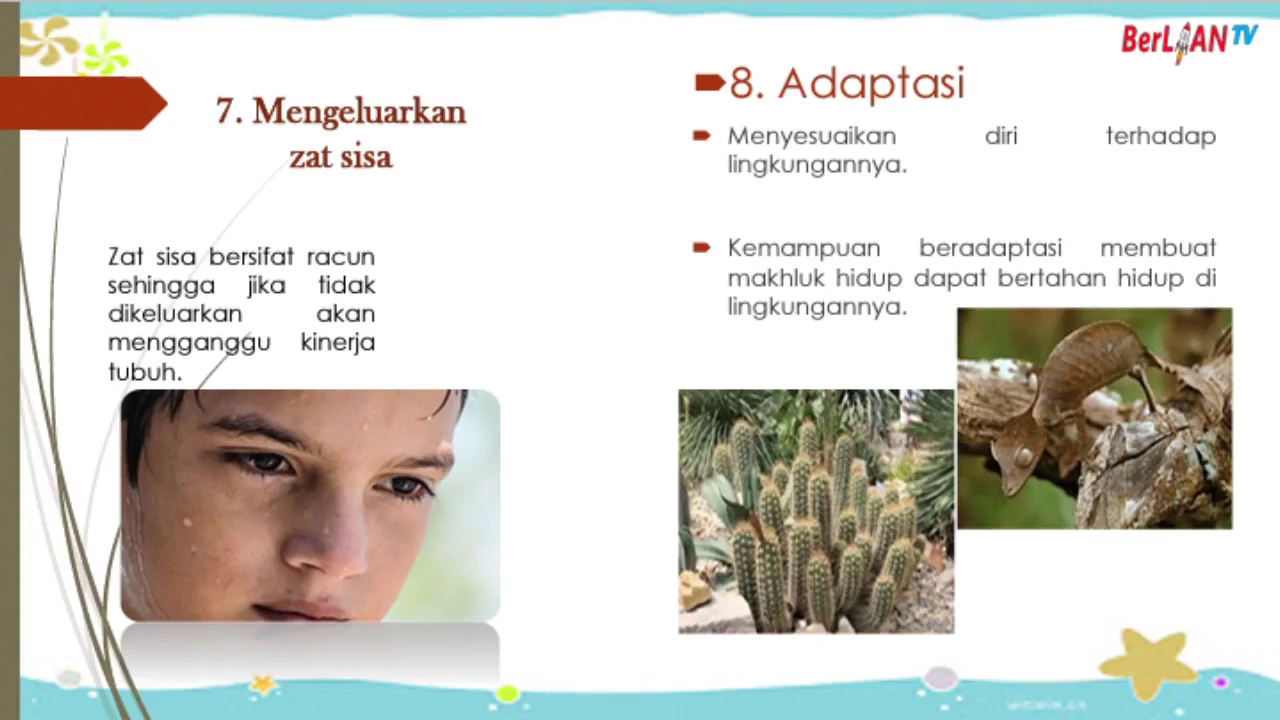 BerLIAN TV
7. Mengeluarkan
zat sisa
Zat sisa bersifat racun
sehingga jika tidak
dikeluarkan akan
mengganggu kinerja
tubuh.
8. Adaptasi
Menyesuaikan diri terhadap
lingkungannya.
Kemampuan beradaptasi membuat
makhluk hidup dapat bertahan hidup di
lingkungannya.